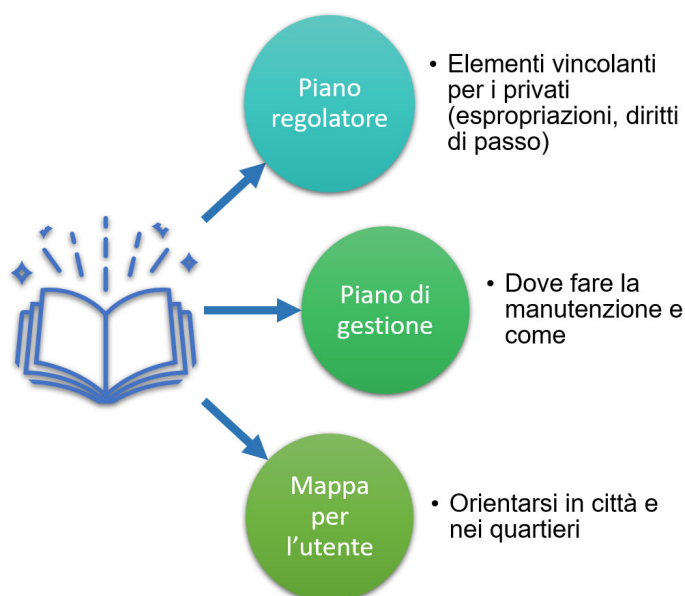 Piano
regolatore
• Elementi vincolanti
per i privati
(espropriazioni, diritti
di passo)
Piano di
gestione
• Dove fare la
manutenzione e
come
Mappa
per
l’utente
• Orientarsi in città e
nei quartieri